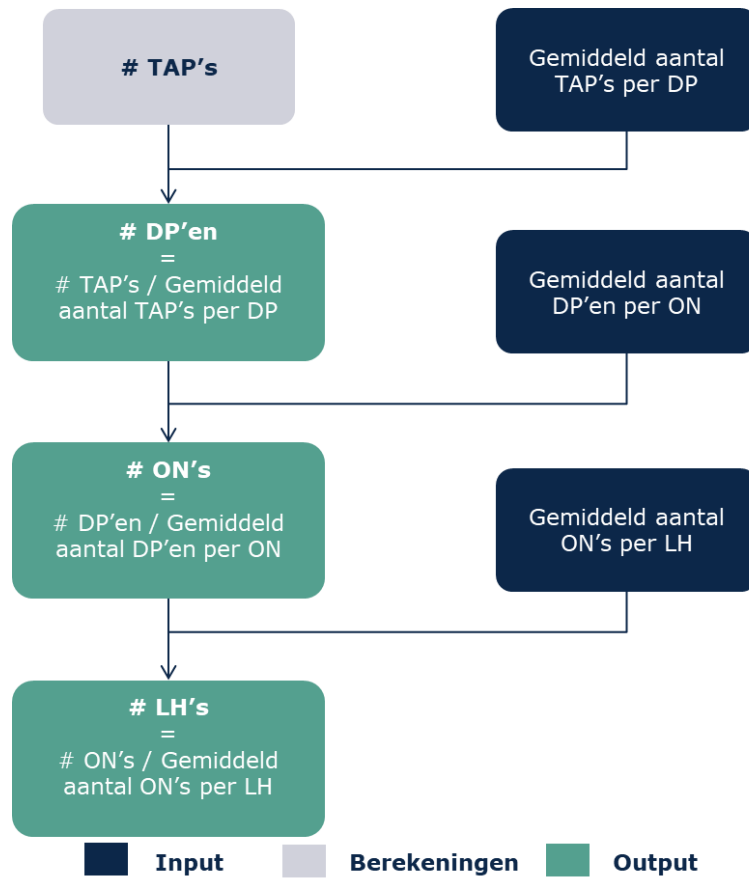 # TAP’s
Gemiddeld aantal
TAP’s per DP
# DP’en
=
# TAP’s / Gemiddeld
aantal TAP’s per DP
Gemiddeld aantal
DP’en per ON
# ON’s
=
# DP’en / Gemiddeld
aantal DP’en per ON
Gemiddeld aantal
ON’s per LH
# LH’s
=
# ON’s / Gemiddeld
aantal ON’s per LH
Input
Berekeningen
Output